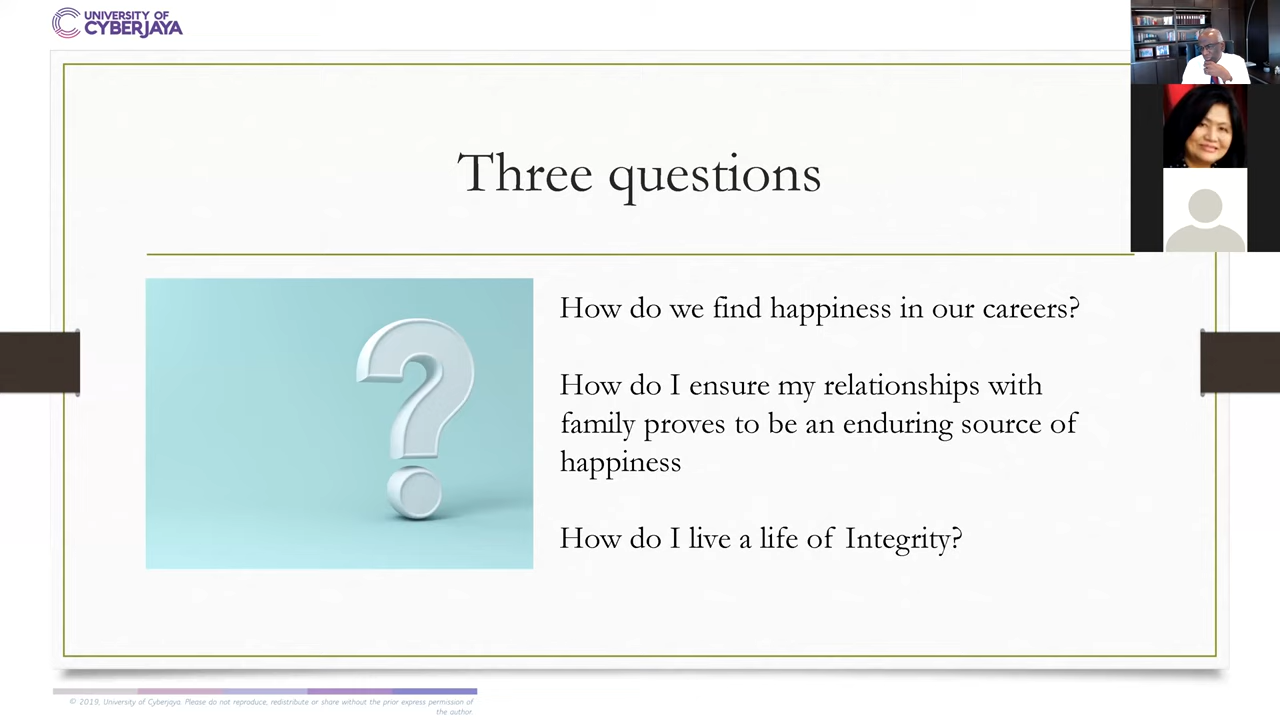 UNIVERSITY OF
CYBERJAYA
Three questions
How do we find happiness in our careers?
How do I ensure my relationships with
family proves to be an enduring source of
happiness
How do I live a life of Integrity?
© 2019, University of Cyberjaya. Please do not reproduce, redistribute or share without the prior express permission of
the author.